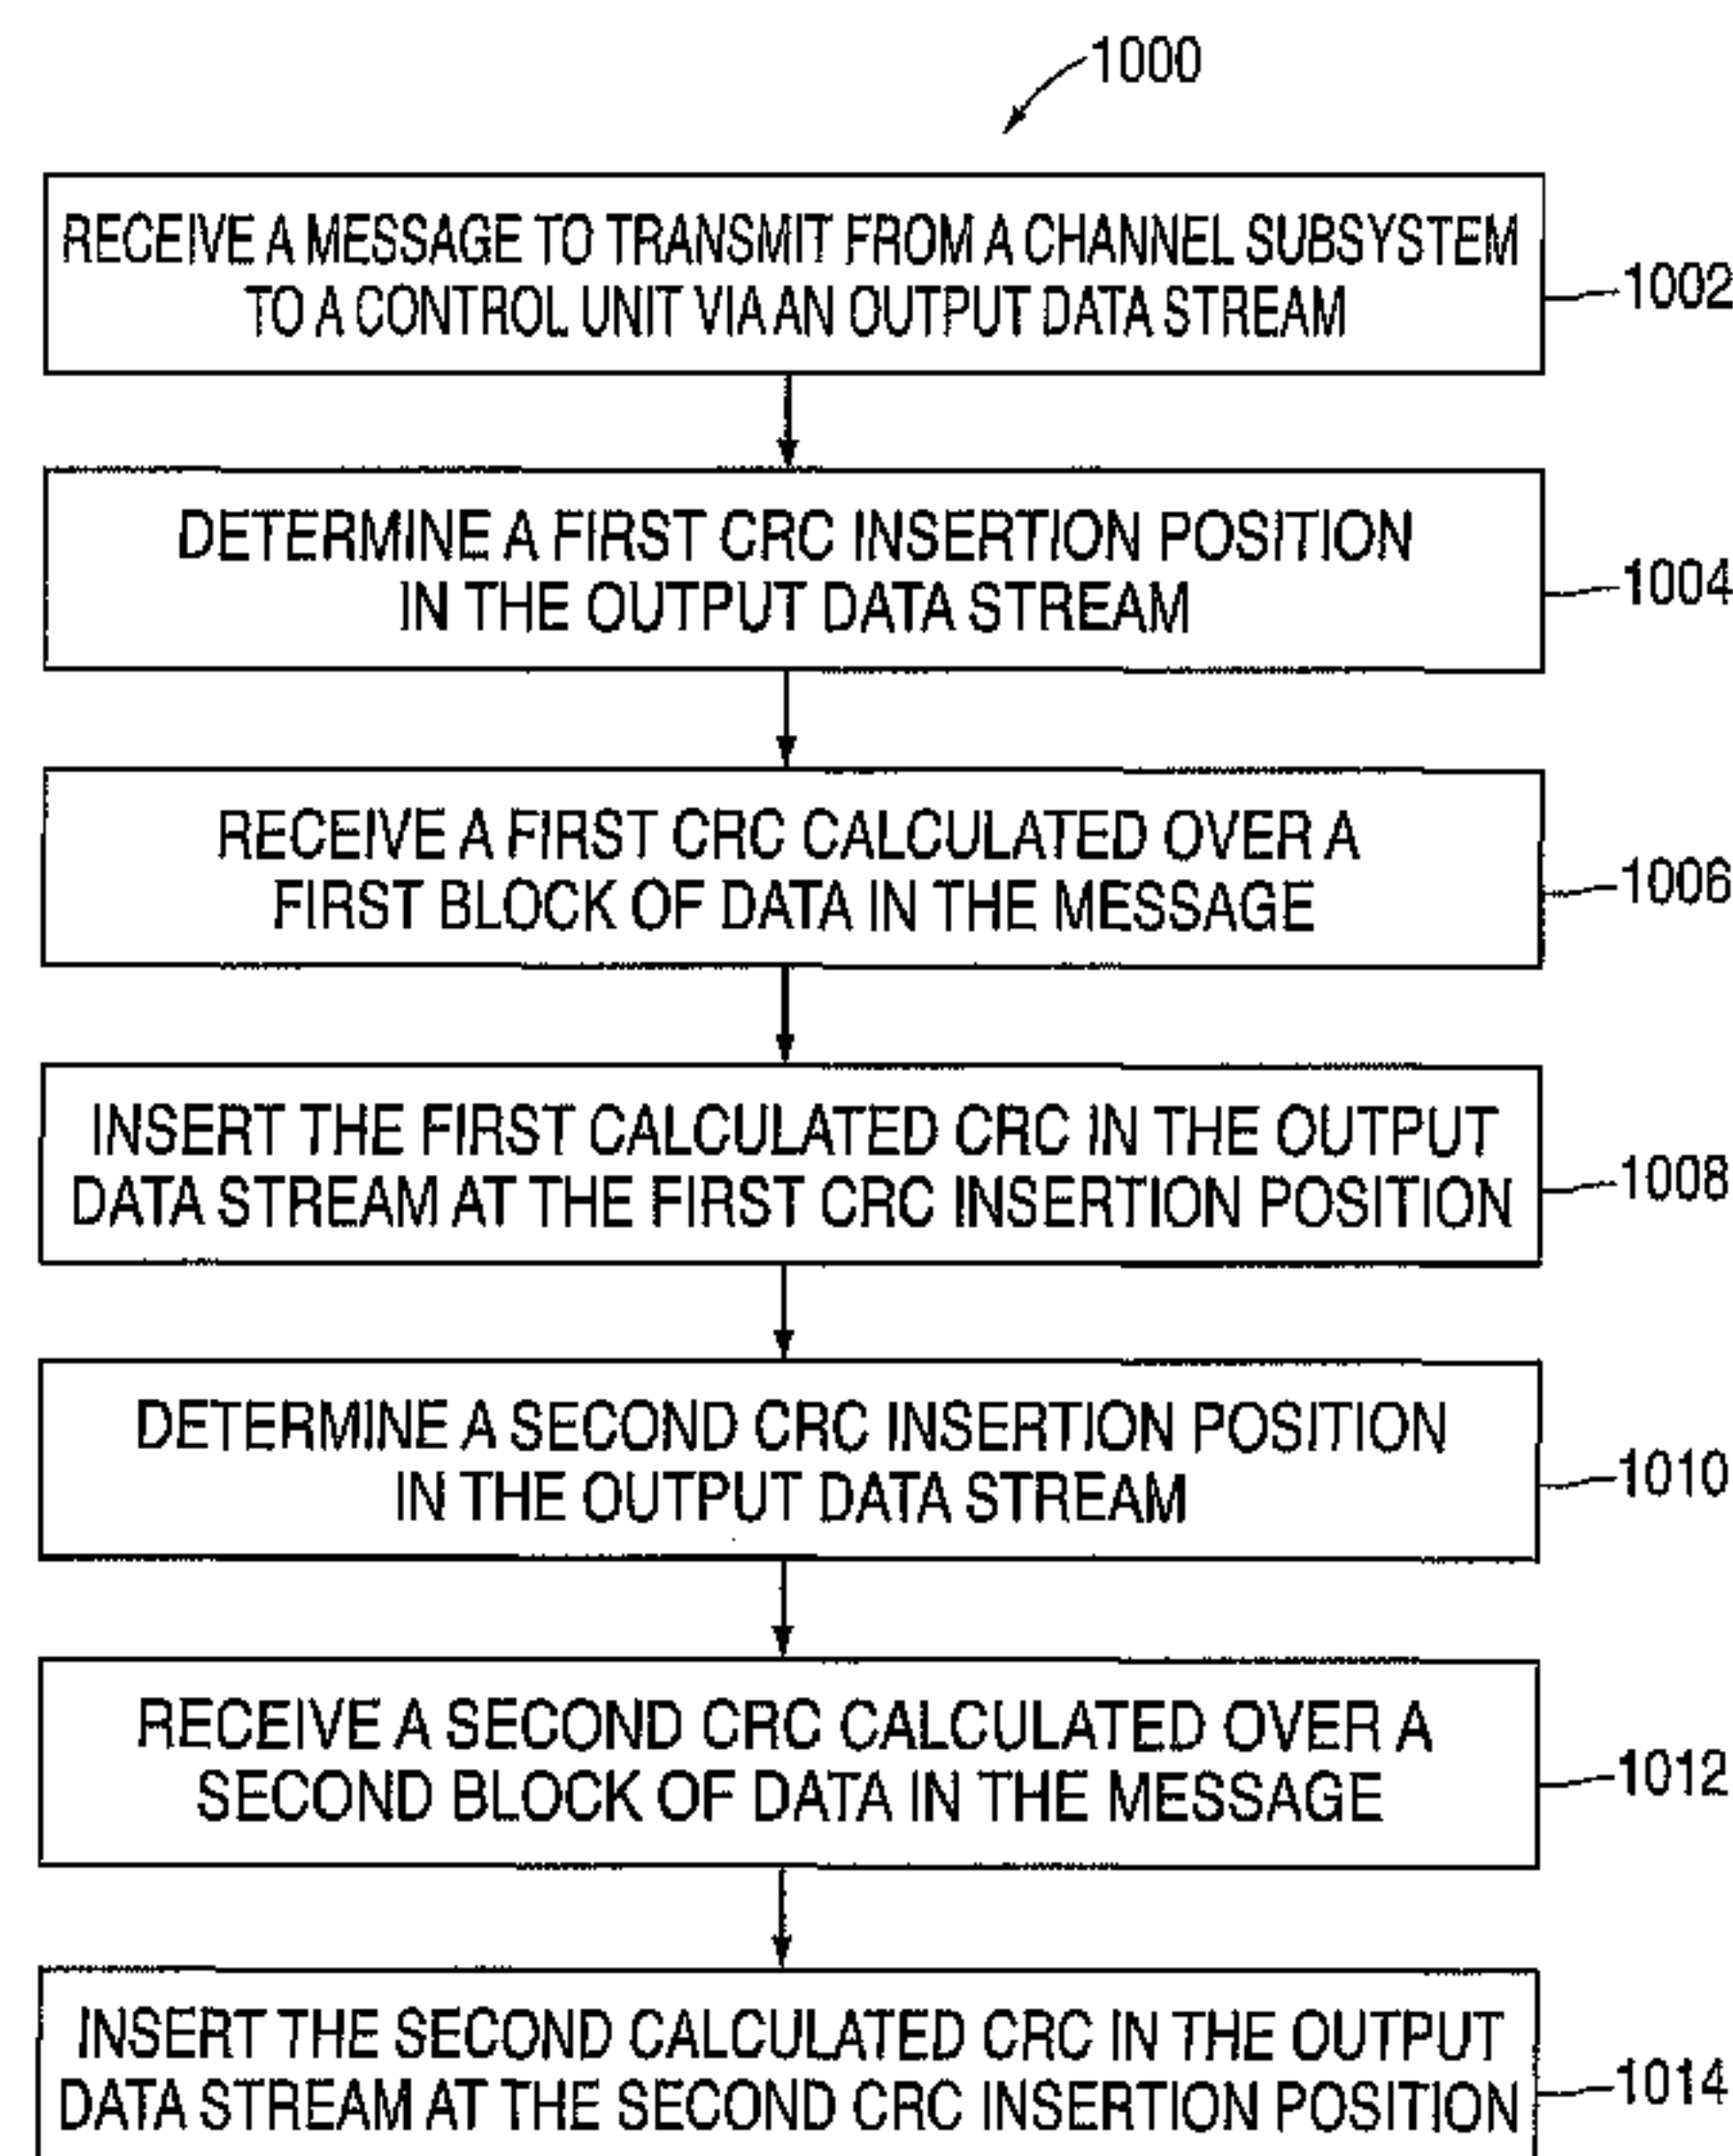 1000
RECEIVE A MESSAGE TO TRANSMIT FROM A CHANNEL SUBSYSTEM
TO A CONTROL UNIT VIA AN OUTPUT DATA STREAM
1002
DETERMINE A FIRST CRC INSERTION POSITION
IN THE OUTPUT DATA STREAM
1004
RECEIVE A FIRST CRC CALCULATED OVER A
FIRST BLOCK OF DATA IN THE MESSAGE
1006
INSERT THE FIRST CALCULATED CRC IN THE OUTPUT
DATA STREAM AT THE FIRST CRC INSERTION POSITION
1008
DETERMINE A SECOND CRC INSERTION POSITION
IN THE OUTPUT DATA STREAM
1010
RECEIVE A SECOND CRC CALCULATED OVER A
SECOND BLOCK OF DATA IN THE MESSAGE
1012
INSERT THE SECOND CALCULATED CRC IN THE OUTPUT
DATA STREAM AT THE SECOND CRC INSERTION POSITION
1014